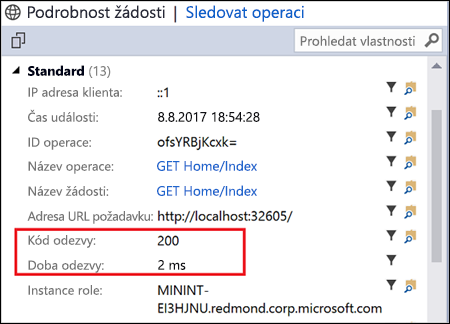 Podrobnost žádosti | Sledovat operaci
Prohledat vlastnosti
Standard (13)
IP adresa klienta: ::1
Čas události: 8.8.2017 18:54:28
ID operace: ofsYRBjKcxk=
Název operace: GET Home/Index
Název žádosti: GET Home/Index
Adresa URL požadavku: http://localhost:32605/
Kód odezvy: 200
Doba odezvy: 2 ms
Instance role: MININT-
EI3HJNU.redmond.corp.microsoft.com